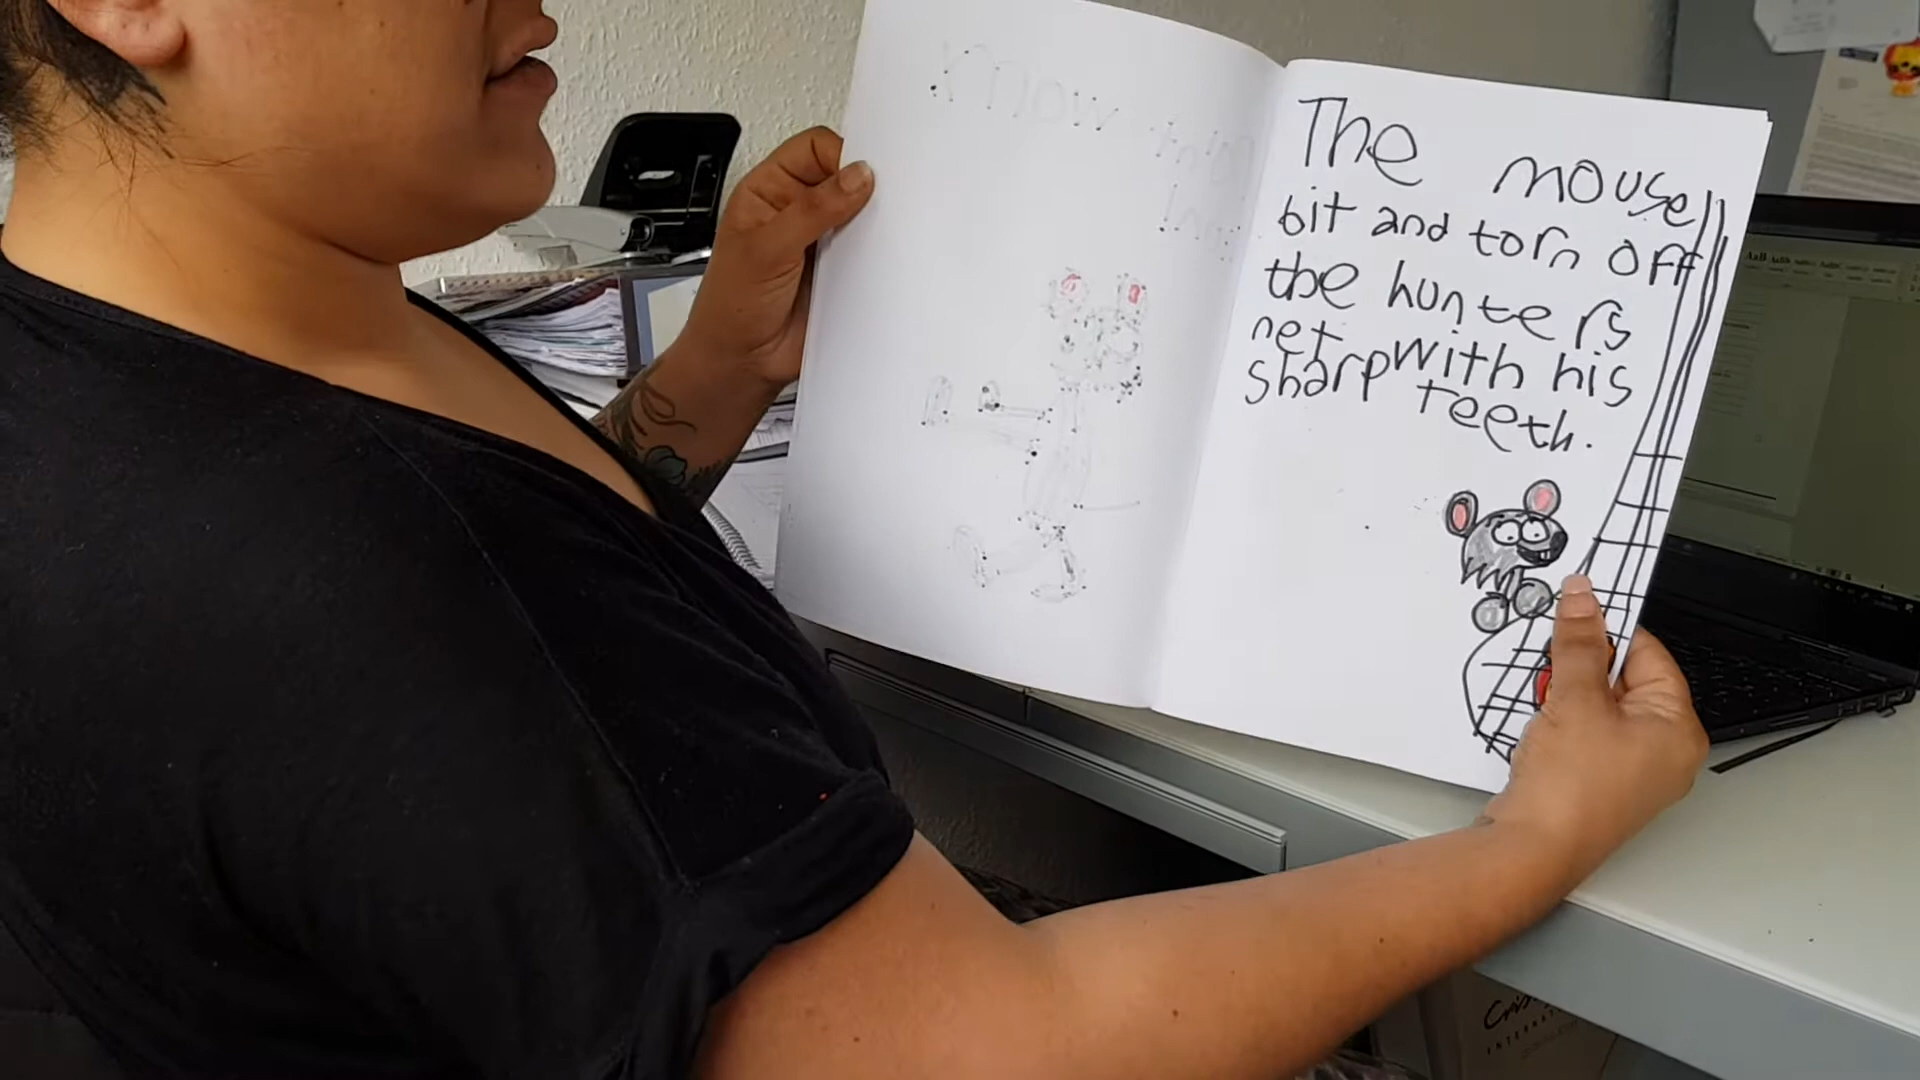 The mouse
bit and torn off
the hunters
net with his
sharp teeth.